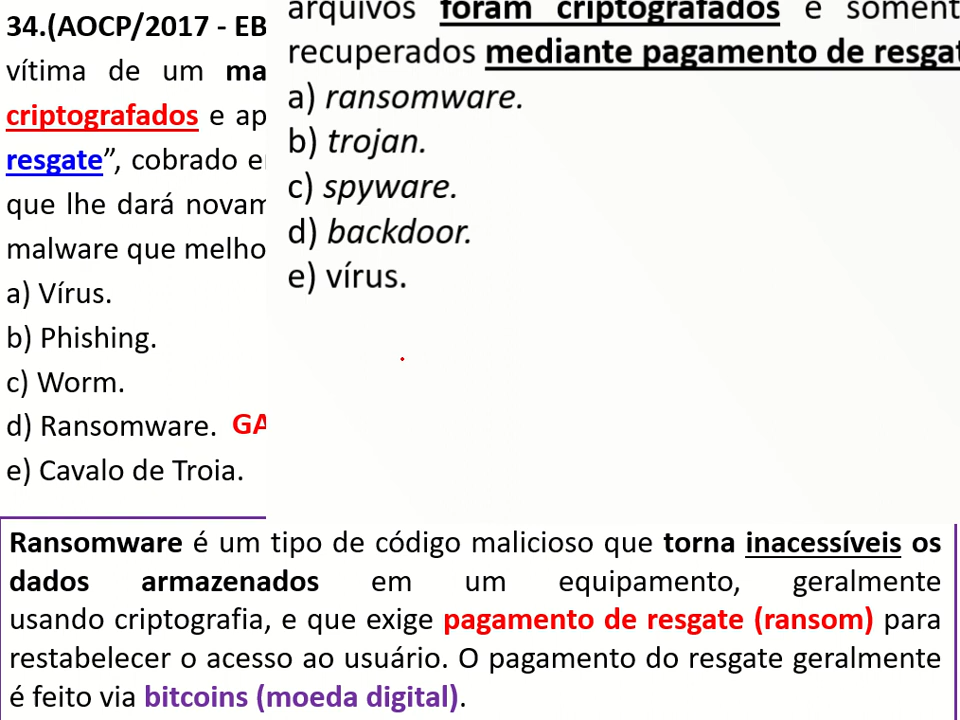 34.(AOCP/2017 - EB
vítima de um ma
criptografados e ap
resgate”, cobrado e
que lhe dará novam
malware que melho
a) Vírus.
b) Phishing.
c) Worm.
d) Ransomware. GA
e) Cavalo de Troia.
arquivos foram criptografados e soment
recuperados mediante pagamento de resgat
a) ransomware.
b) trojan.
c) spyware.
d) backdoor.
e) vírus.
Ransomware é um tipo de código malicioso que torna inacessíveis os
dados armazenados em um equipamento, geralmente
usando criptografia, e que exige pagamento de resgate (ransom) para
restabelecer o acesso ao usuário. O pagamento do resgate geralmente
é feito via bitcoins (moeda digital).